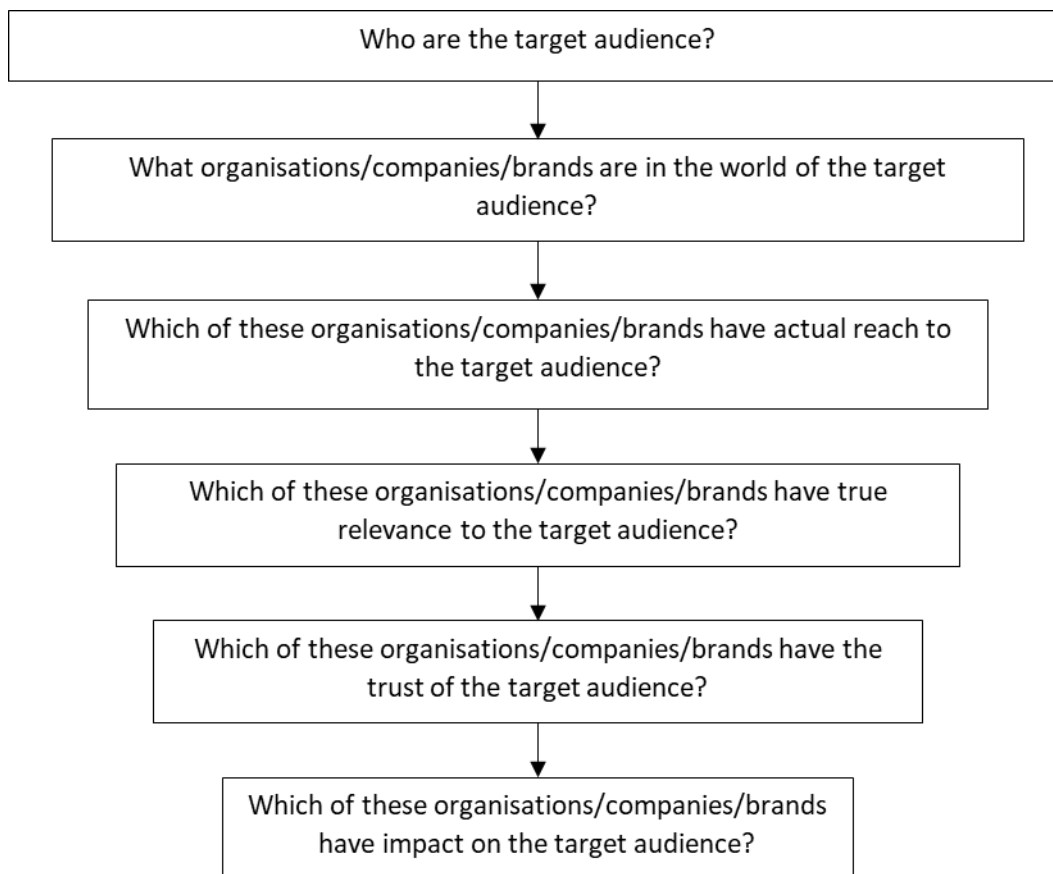 Who are the target audience?
What organisations/companies/brands are in the world of the target
audience?
Which of these organisations/companies/brands have actual reach to
the target audience?
Which of these organisations/companies/brands have true
relevance to the target audience?
Which of these organisations/companies/brands have the
trust of the target audience?
Which of these organisations/companies/brands
have impact on the target audience?